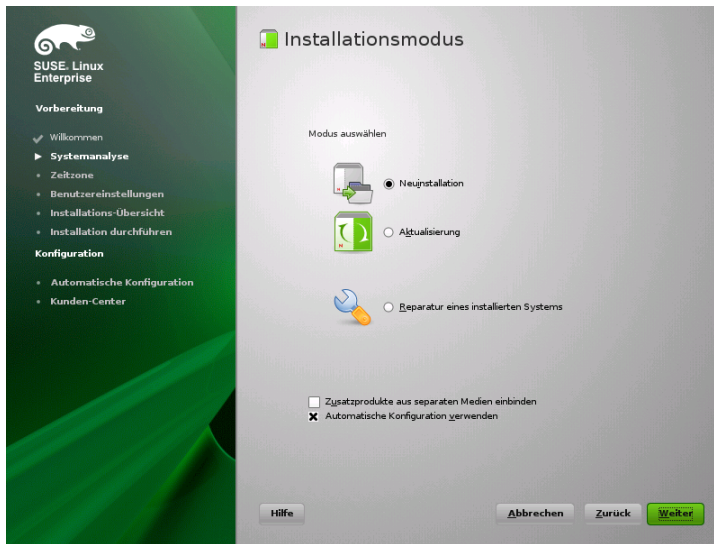 SUSE. Linux
Enterprise
Vorbereitung
Willkommen
Systemanalyse
Zeitzone
Benutzereinstellungen
Installations-Übersicht
Installation durchführen
Konfiguration
Automatische Konfiguration
Kunden-Center
Installationsmodus
Modus auswählen
Neuinstallation
Aktualisierung
Reparatur eines installierten Systems
Zusatzprodukte aus separaten Medien einbinden
Automatische Konfiguration verwenden
Hilfe
Abbrechen
Zurück
Weiter